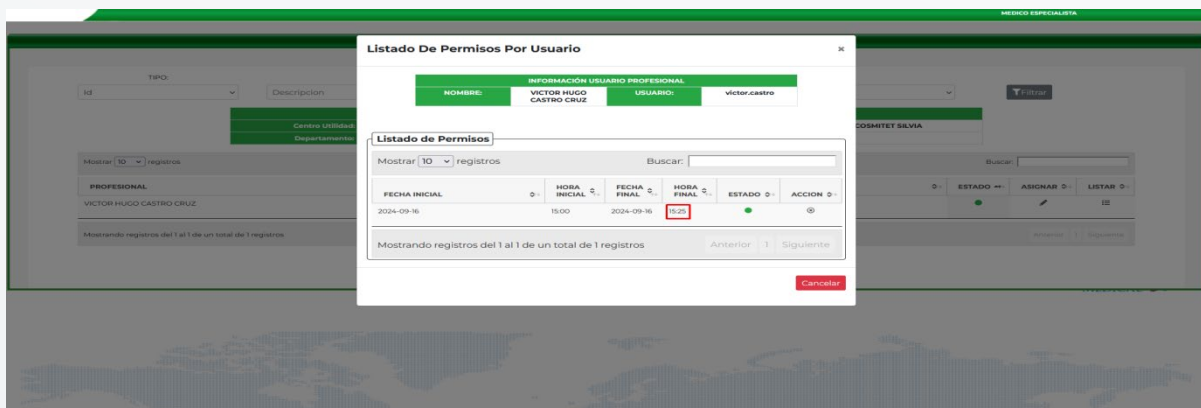 MEDICO ESPECIALISTA
Listado De Permisos Por Usuario
×
TIPO:
Id
Descripcion
Filtrar
INFORMACIÓN USUARIO PROFESIONAL
NOMBRE: VICTOR HUGO CASTRO CRUZ USUARIO: victor.castro
Centro Utilidad: COSMITET SILVIA
Departamento:
Listado de Permisos
Mostrar 10 registros Buscar:
Mostrar 10 registros Buscar:
PROFESIONAL ESTADO ASIGNAR LISTAR
FECHA INICIAL HORA INICIAL FECHA FINAL HORA FINAL ESTADO ACCION
VICTOR HUGO CASTRO CRUZ
2024-09-16 15:00 2024-09-16 15:25
Mostrando registros del 1 al 1 de un total de 1 registros Anterior 1 Siguiente
Mostrando registros del 1 al 1 de un total de 1 registros Anterior 1 Siguiente
Cancelar